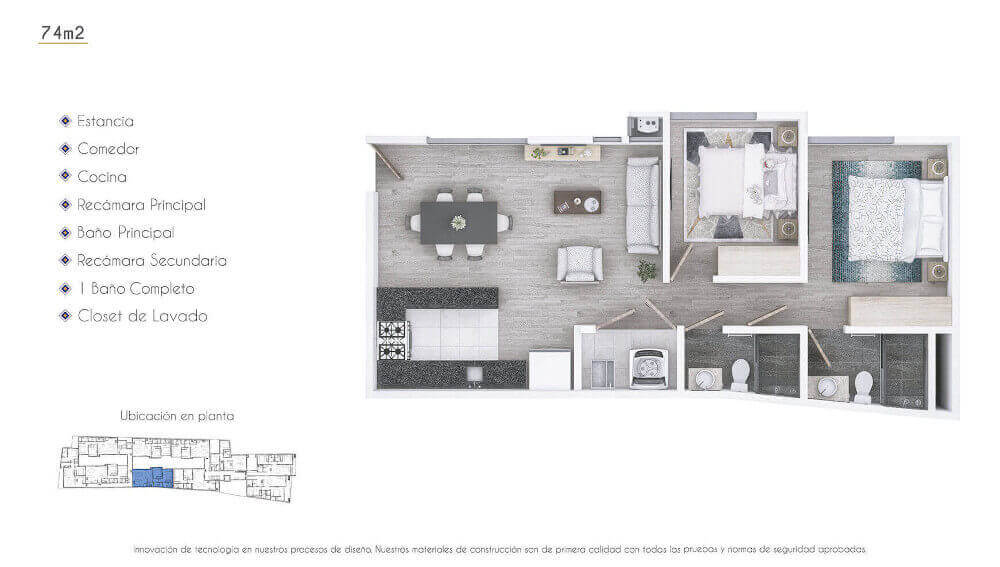 74m2
Estancia
Comedor
Cocina
Recámara Principal
Baño Principal
Recámara Secundaria
1 Baño Completo
Closet de Lavado
Ubicación en planta
Innovación de tecnología en nuestros procesos de diseño. Nuestros materiales de construcción son de primera calidad con todas las pruebas y normas de seguridad aprobadas.